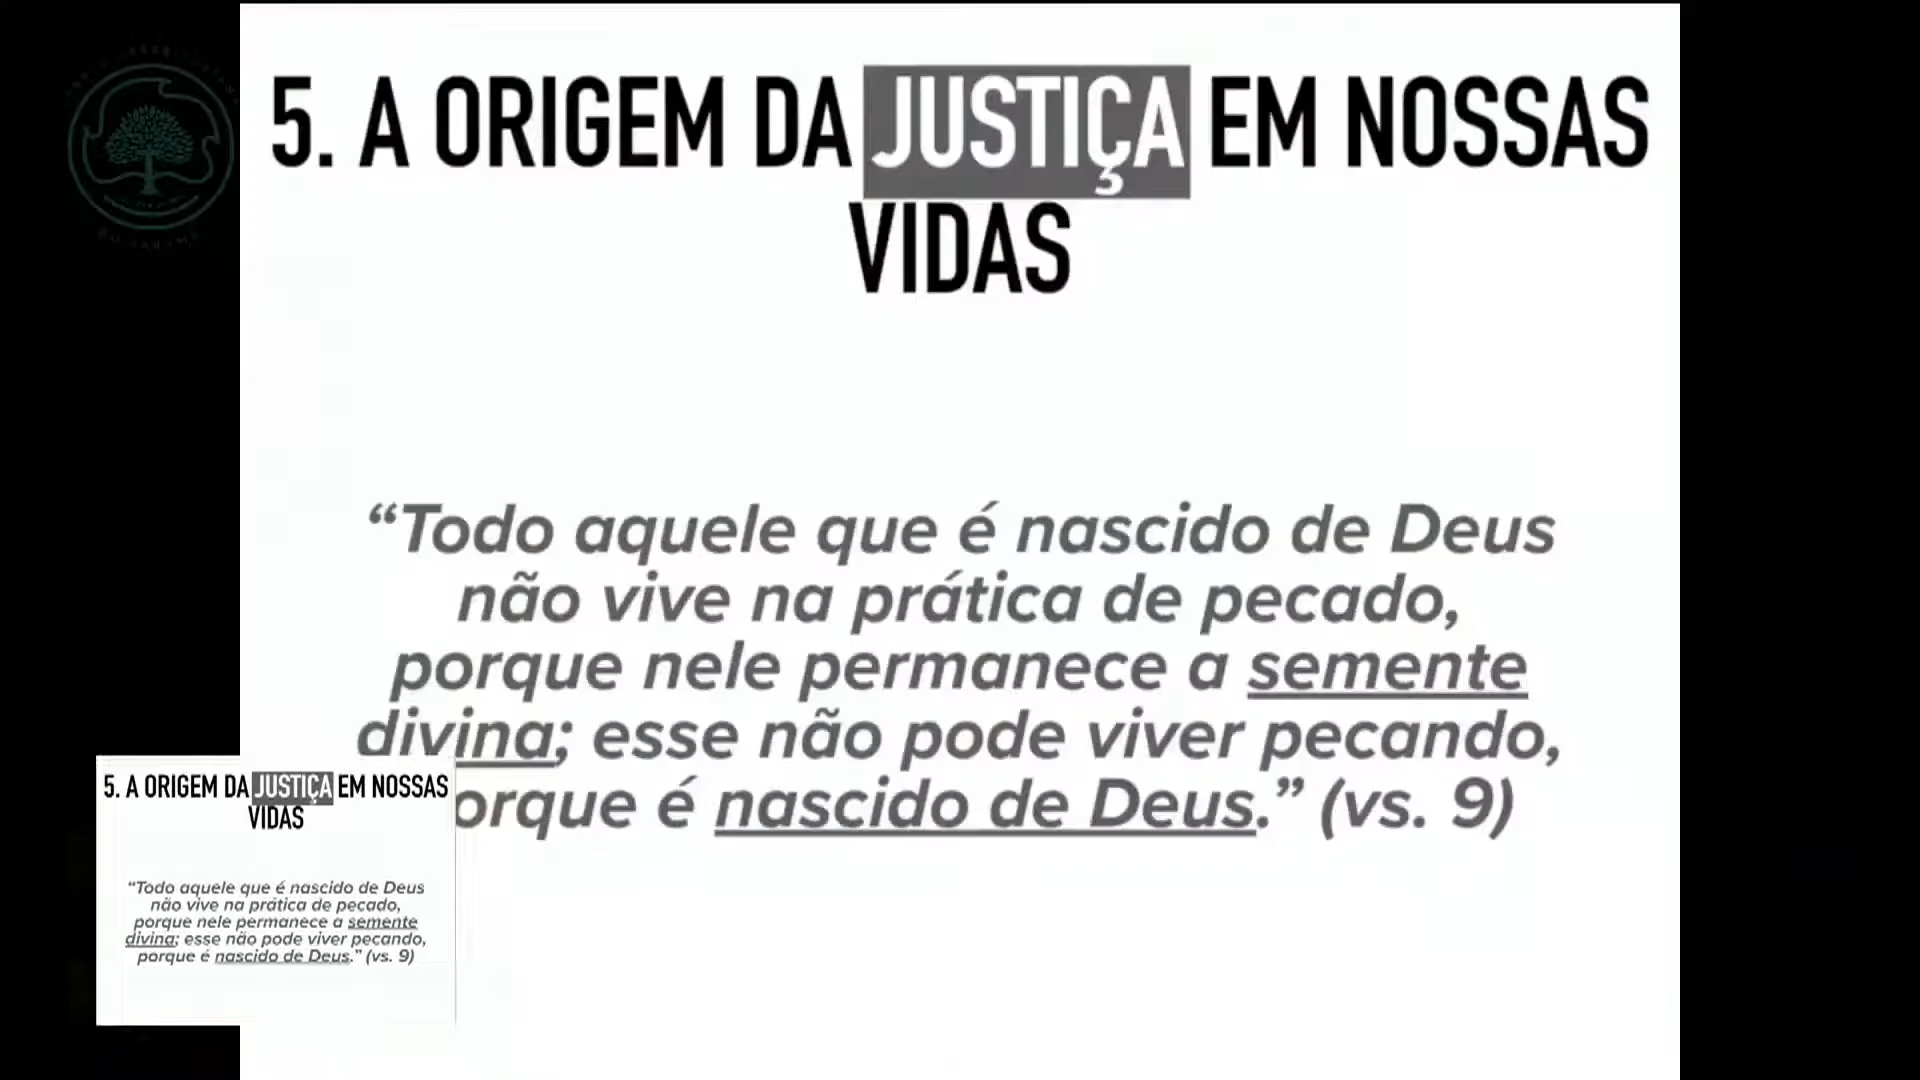 5. A ORIGEM DA JUSTIÇA EM NOSSAS
VIDAS
“Todo aquele que é nascido de Deus
não vive na prática de pecado,
porque nele permanece a semente
divina; esse não pode viver pecando,
orque é nascido de Deus.” (vs. 9)
5. A ORIGEM DA JUSTIÇA EM NOSSAS
VIDAS
“Todo aquele que é nascido de Deus
não vive na prática de pecado,
porque nele permanece a semente
divina; esse não pode viver pecando,
porque é nascido de Deus.” (vs. 9)